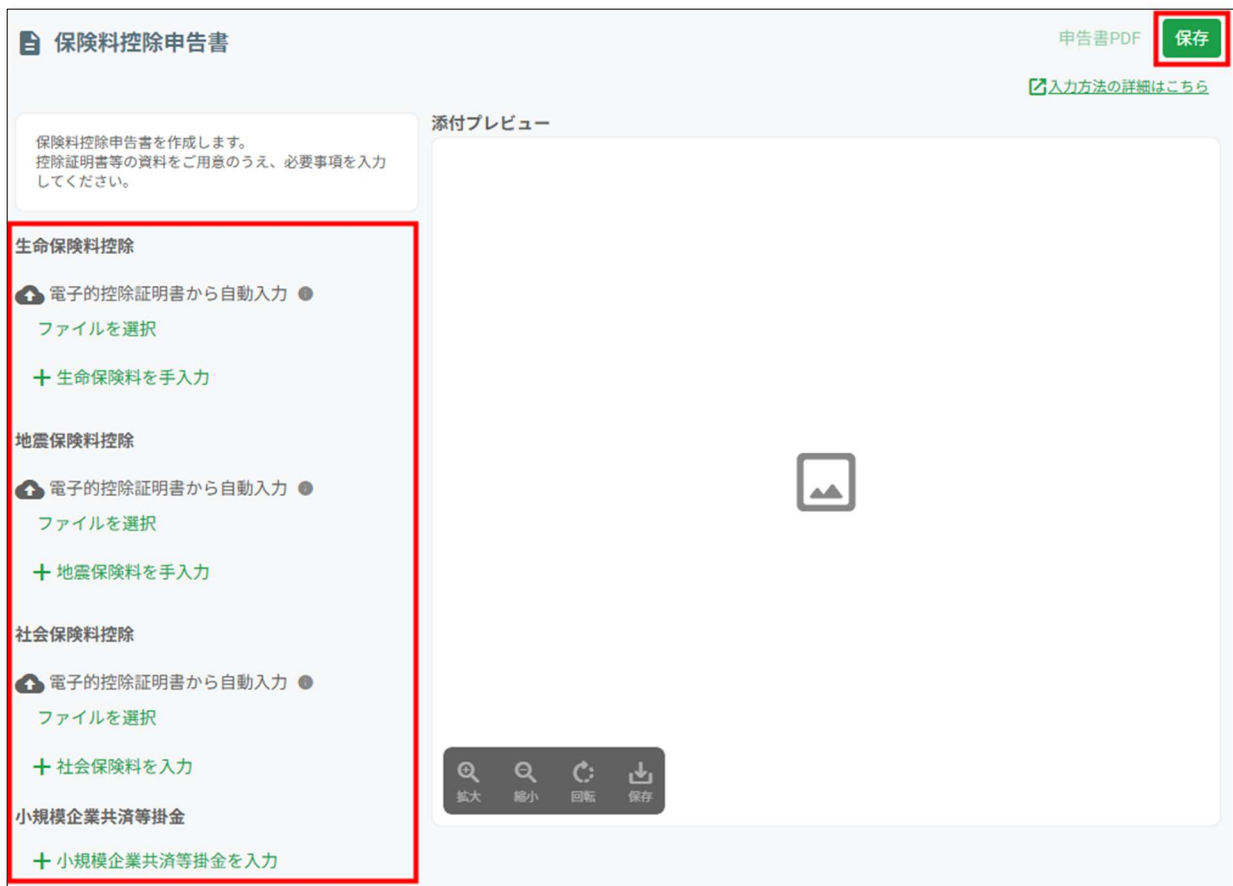 保険料控除申告書
申告書PDF
保存
入力方法の詳細はこちら
保険料控除申告書を作成します。
控除証明書等の資料をご用意のうえ、必要事項を入力
してください。
添付プレビュー
生命保険料控除
電子的控除証明書から自動入力
ファイルを選択
+ 生命保険料を手入力
地震保険料控除
電子的控除証明書から自動入力
ファイルを選択
+ 地震保険料を手入力
社会保険料控除
電子的控除証明書から自動入力
ファイルを選択
+ 社会保険料を入力
小規模企業共済等掛金
+ 小規模企業共済等掛金を入力
拡大
縮小
回転
保存